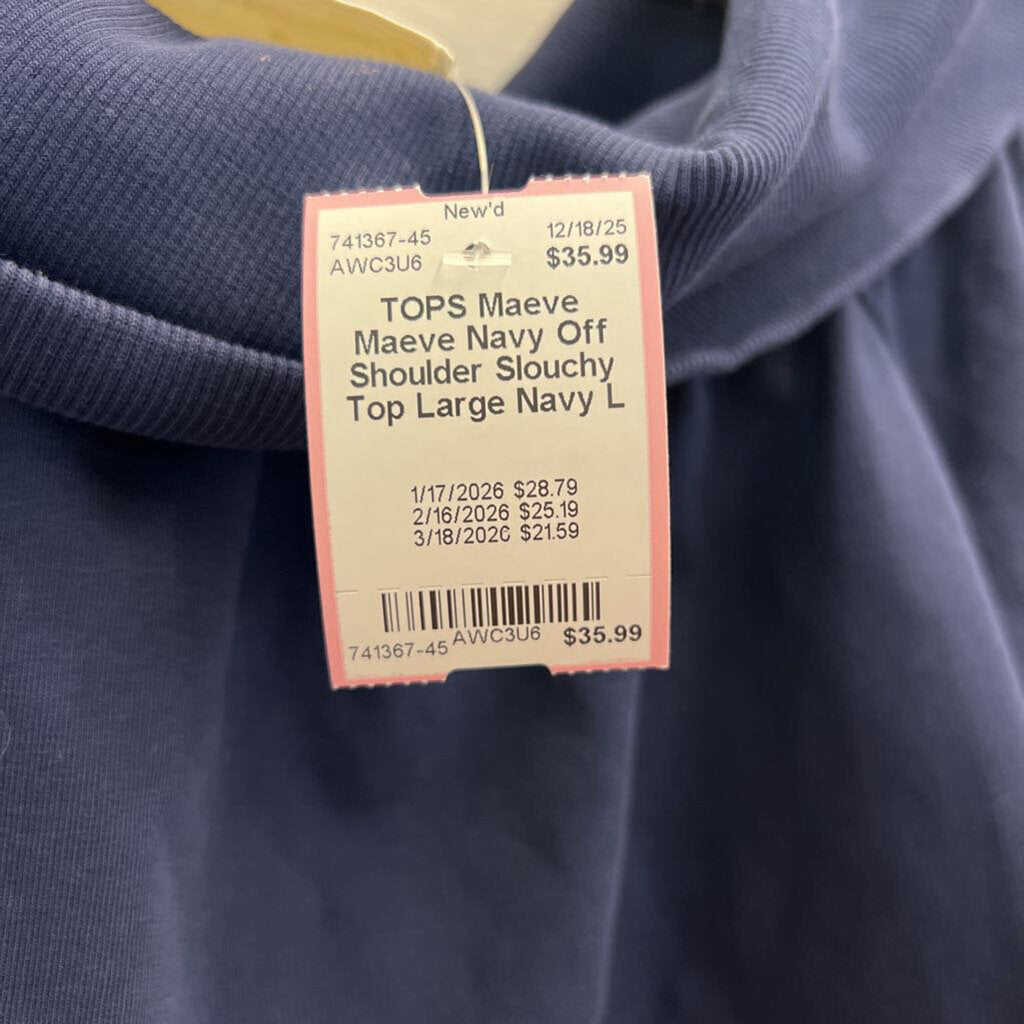 New'd
741367-45 12/18/25
AWC3U6 $35.99
TOPS Maeve
Maeve Navy Off
Shoulder Slouchy
Top Large Navy L
1/17/2026 $28.79
2/16/2026 $25.19
3/18/2026 $21.59
741367-45 AWC3U6 $35.99